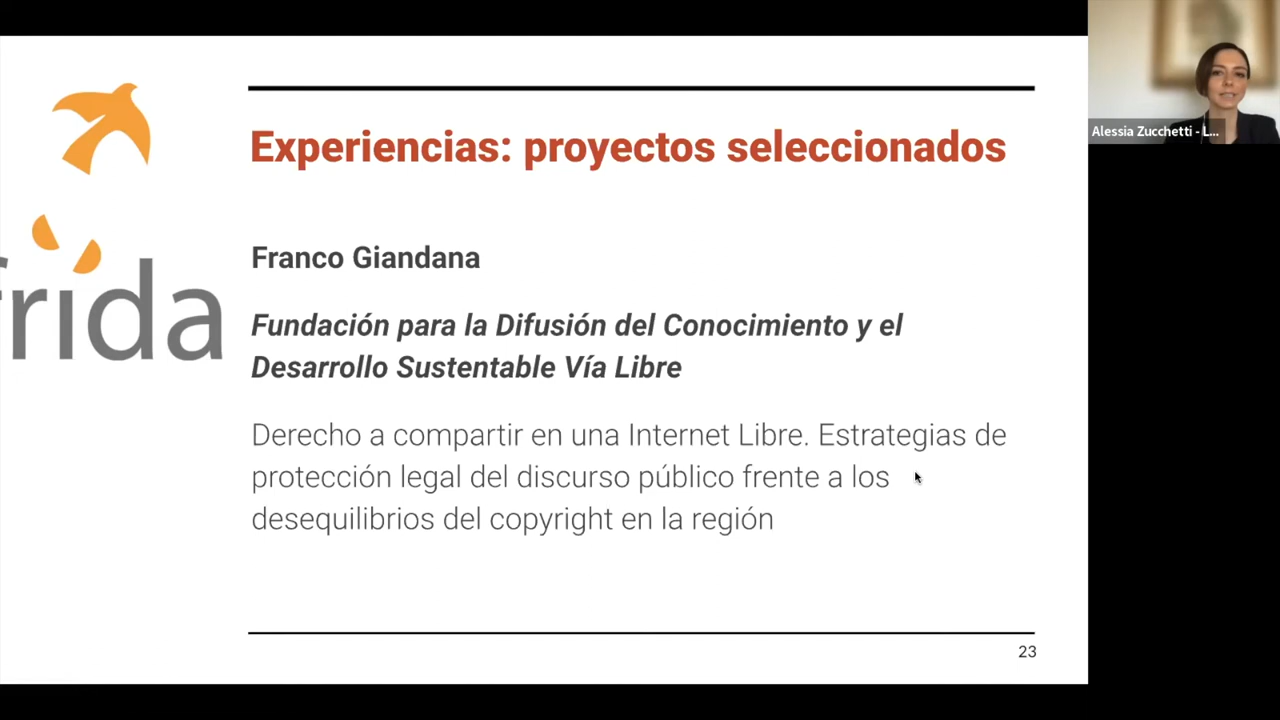 Experiencias: proyectos seleccionados
frida
Franco Giandana
Fundación para la Difusión del Conocimiento y el
Desarrollo Sustentable Vía Libre
Derecho a compartir en una Internet Libre. Estrategias de
protección legal del discurso público frente a los
desequilibrios del copyright en la región
23
Alessia Zucchetti - L...